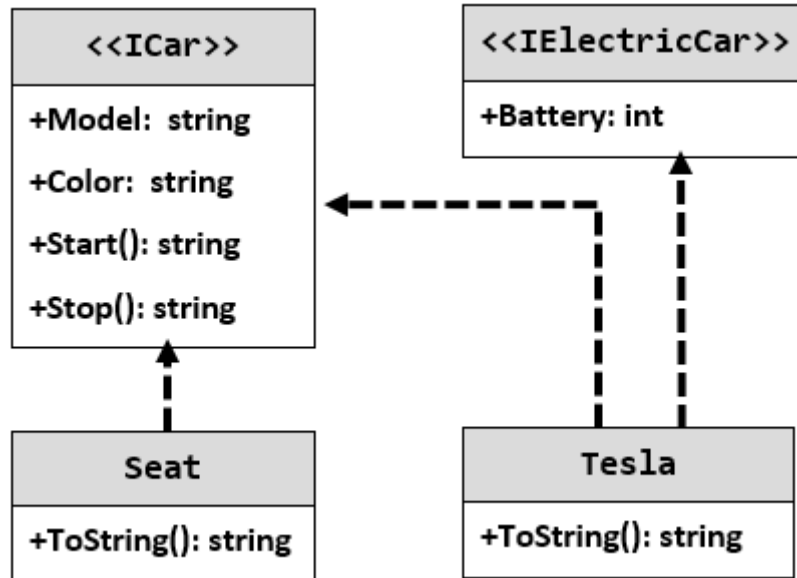 <<ICar>>
+Model: string
+Color: string
+Start(): string
+Stop(): string
<<IElectricCar>>
+Battery: int
Seat
+ToString(): string
Tesla
+ToString(): string